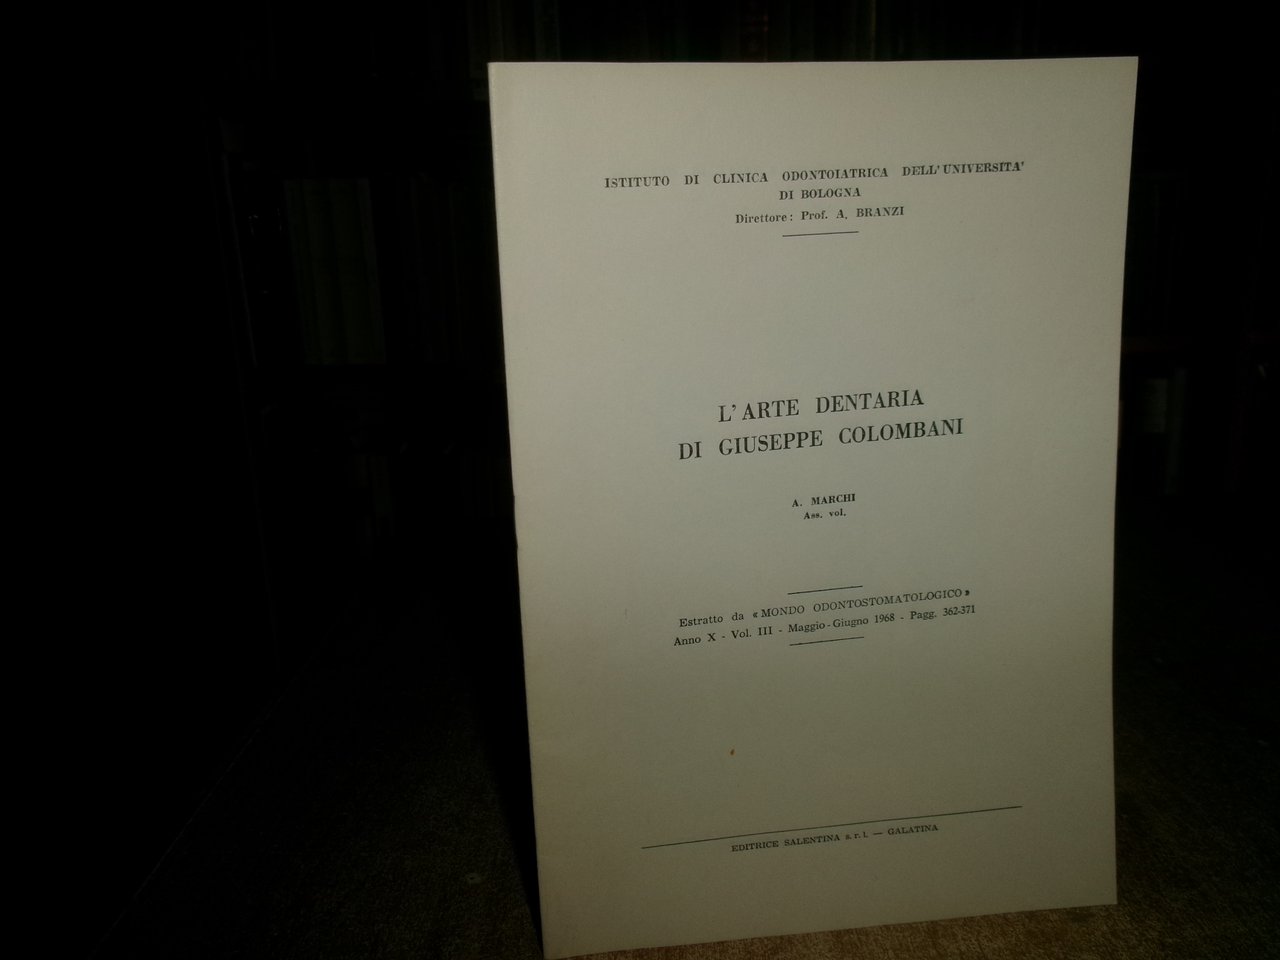 ISTITUTO DI CLINICA ODONTOIATRICA DELL'UNIVERSITA'
DI BOLOGNA
Direttore: Prof. A. BRANZI
L'ARTE DENTARIA
DI GIUSEPPE COLOMBANI
A. MARCHI
Ass. vol.
Estratto da « MONDO ODONTOSTOMATOLOGICO »
Anno X - Vol. III - Maggio-Giugno 1968 - Pagg. 362-371
EDITRICE SALENTINA s. r. l. — GALATINA